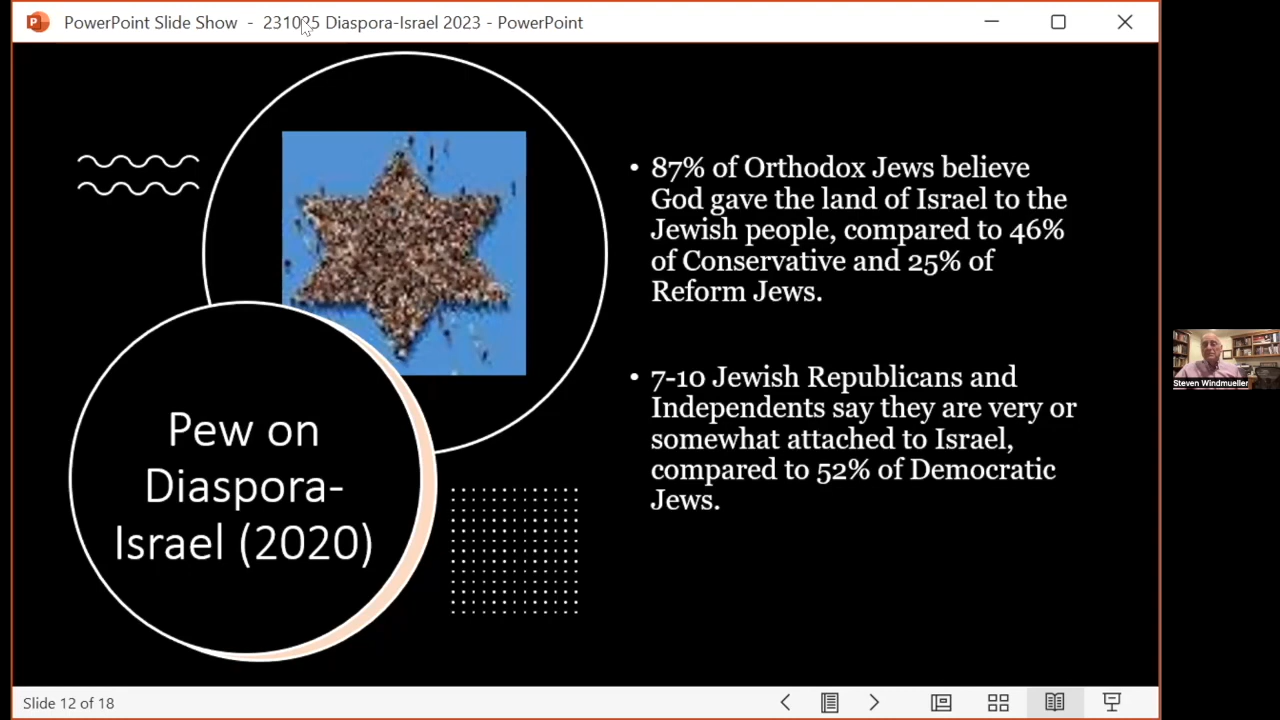 PowerPoint Slide Show - 231025 Diaspora-Israel 2023 - PowerPoint
• 87% of Orthodox Jews believe
God gave the land of Israel to the
Jewish people, compared to 46%
of Conservative and 25% of
Reform Jews.
• 7-10 Jewish Republicans and
Independents say they are very or
somewhat attached to Israel,
compared to 52% of Democratic
Jews.
Pew on
Diaspora-
Israel (2020)
Steven Windmueller
Slide 12 of 18